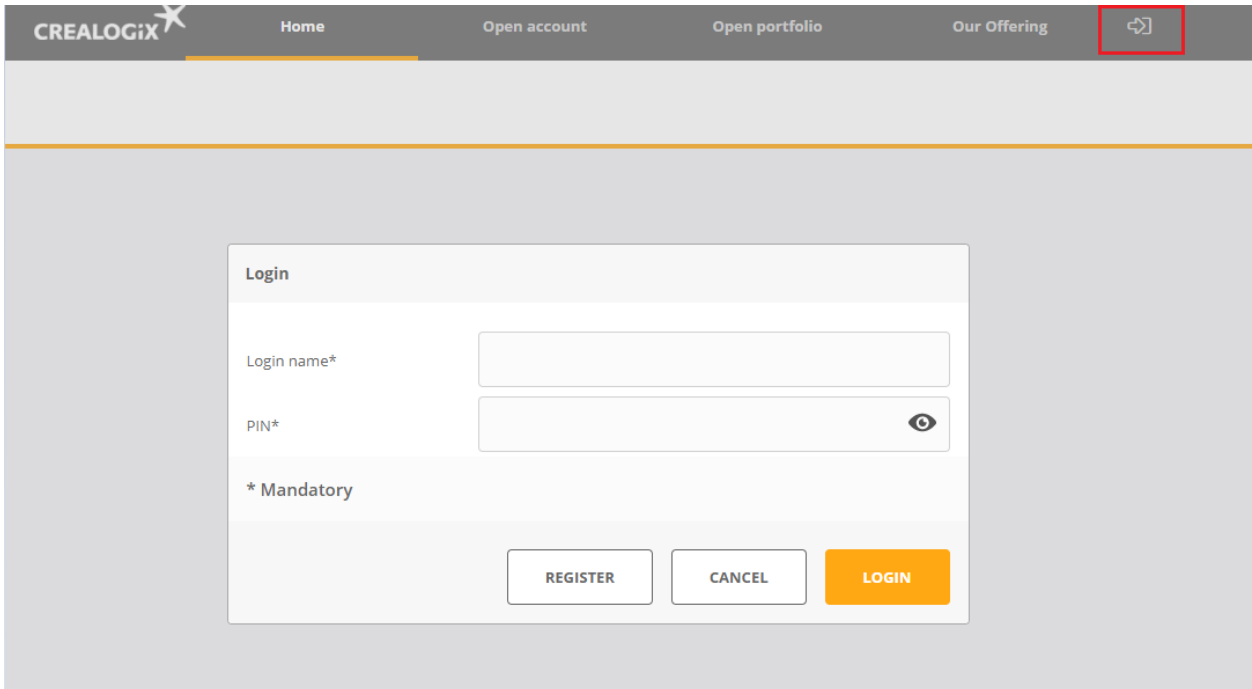 CREALOGiX Home Open account Open portfolio Our Offering
Login
Login name*
PIN*
* Mandatory
REGISTER CANCEL LOGIN